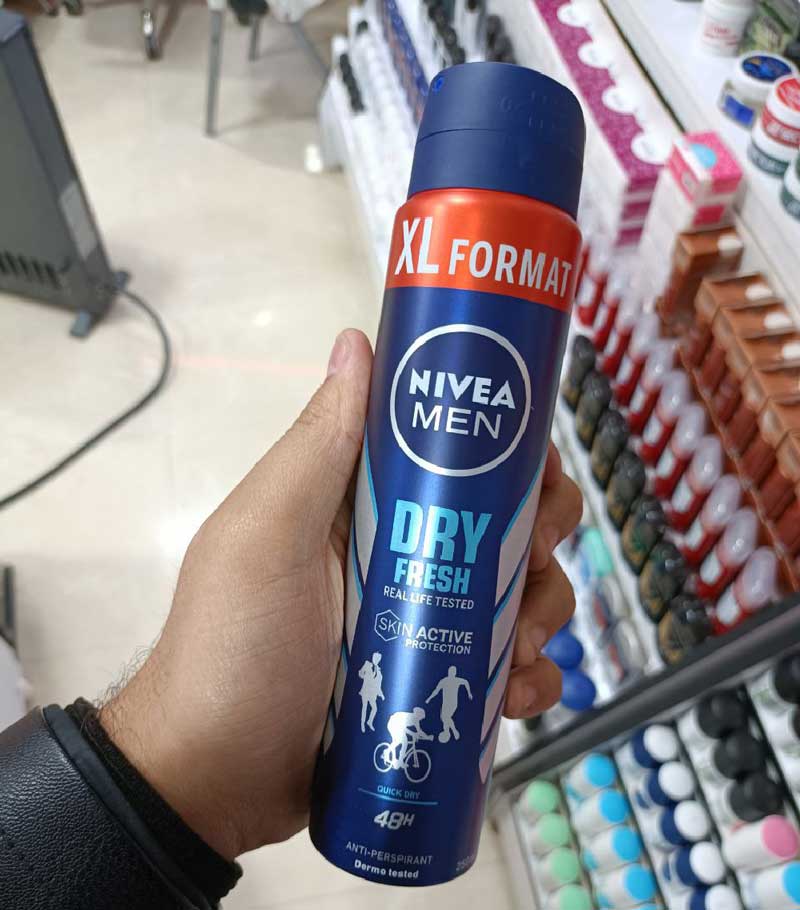 XL FORMAT
NIVEA
MEN
DRY
FRESH
REAL LIFE TESTED
SKIN ACTIVE
PROTECTION
QUICK DRY
48H
ANTI-PERSPIRANT
Dermo tested